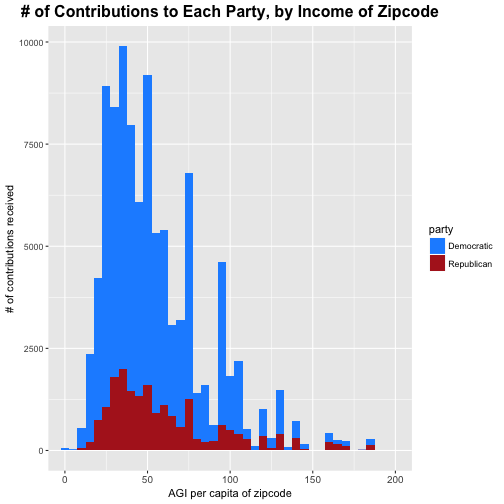 # of Contributions to Each Party, by Income of Zipcode
10000
7500
5000
2500
0
# of contributions received
0 50 100 150 200
AGI per capita of zipcode
party
Democratic
Republican